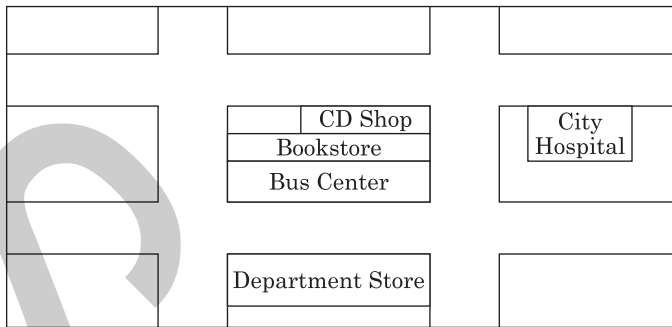 CD Shop
City
Hospital
Bookstore
Bus Center
Department Store